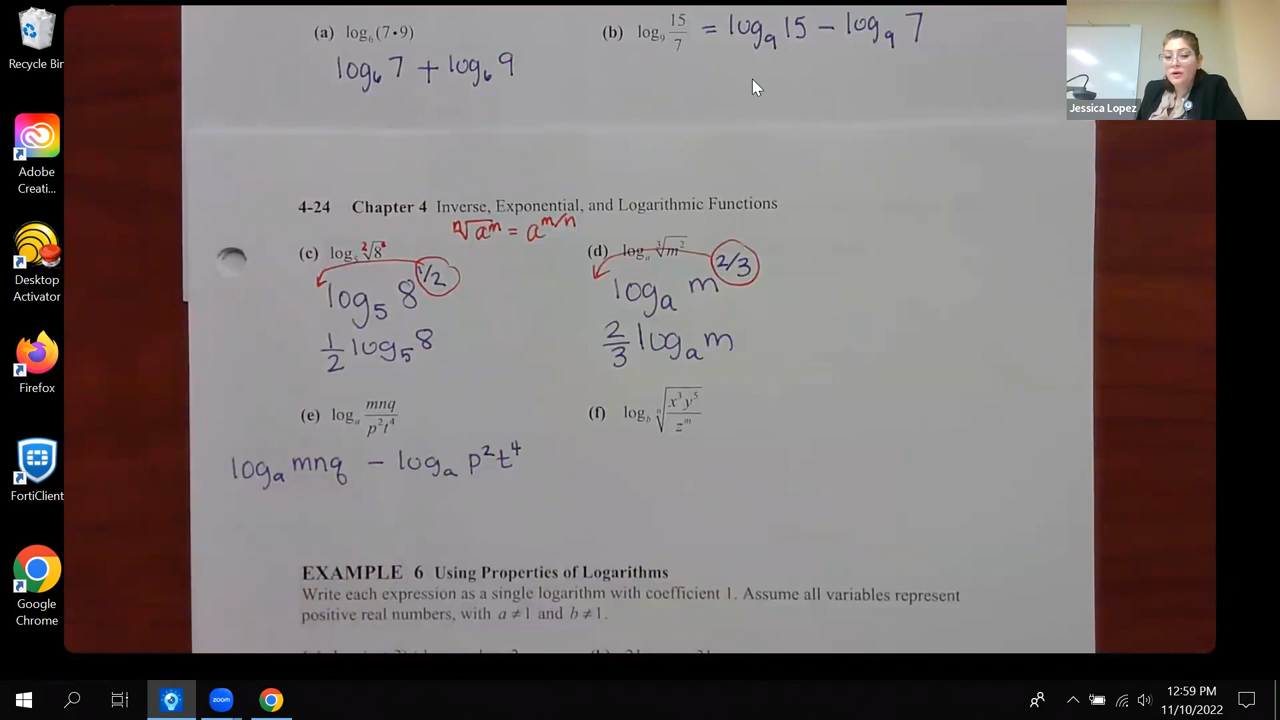 (a) log₆(7•9)
(b) log₉ 15/7 = log₉ 15 − log₉ 7
log₆ 7 + log₆ 9
Jessica Lopez
Recycle Bin
Adobe
Creati...
Desktop
Activator
Firefox
FortiClient
Google
Chrome
4-24 Chapter 4 Inverse, Exponential, and Logarithmic Functions
ⁿ√aᵐ = a^m/n
(c) log₅ ²√8¹
(d) logₐ ³√m²
log₅ 8^1/2
logₐ m^2/3
1/2 log₅ 8
2/3 logₐ m
(e) logₐ mnq/p²t⁴
(f) log_b ⁿ√x³y⁵/zᵐ
logₐ mnq − logₐ p²t⁴
EXAMPLE 6 Using Properties of Logarithms
Write each expression as a single logarithm with coefficient 1. Assume all variables represent
positive real numbers, with a ≠ 1 and b ≠ 1.
zoom
12:59 PM
11/10/2022